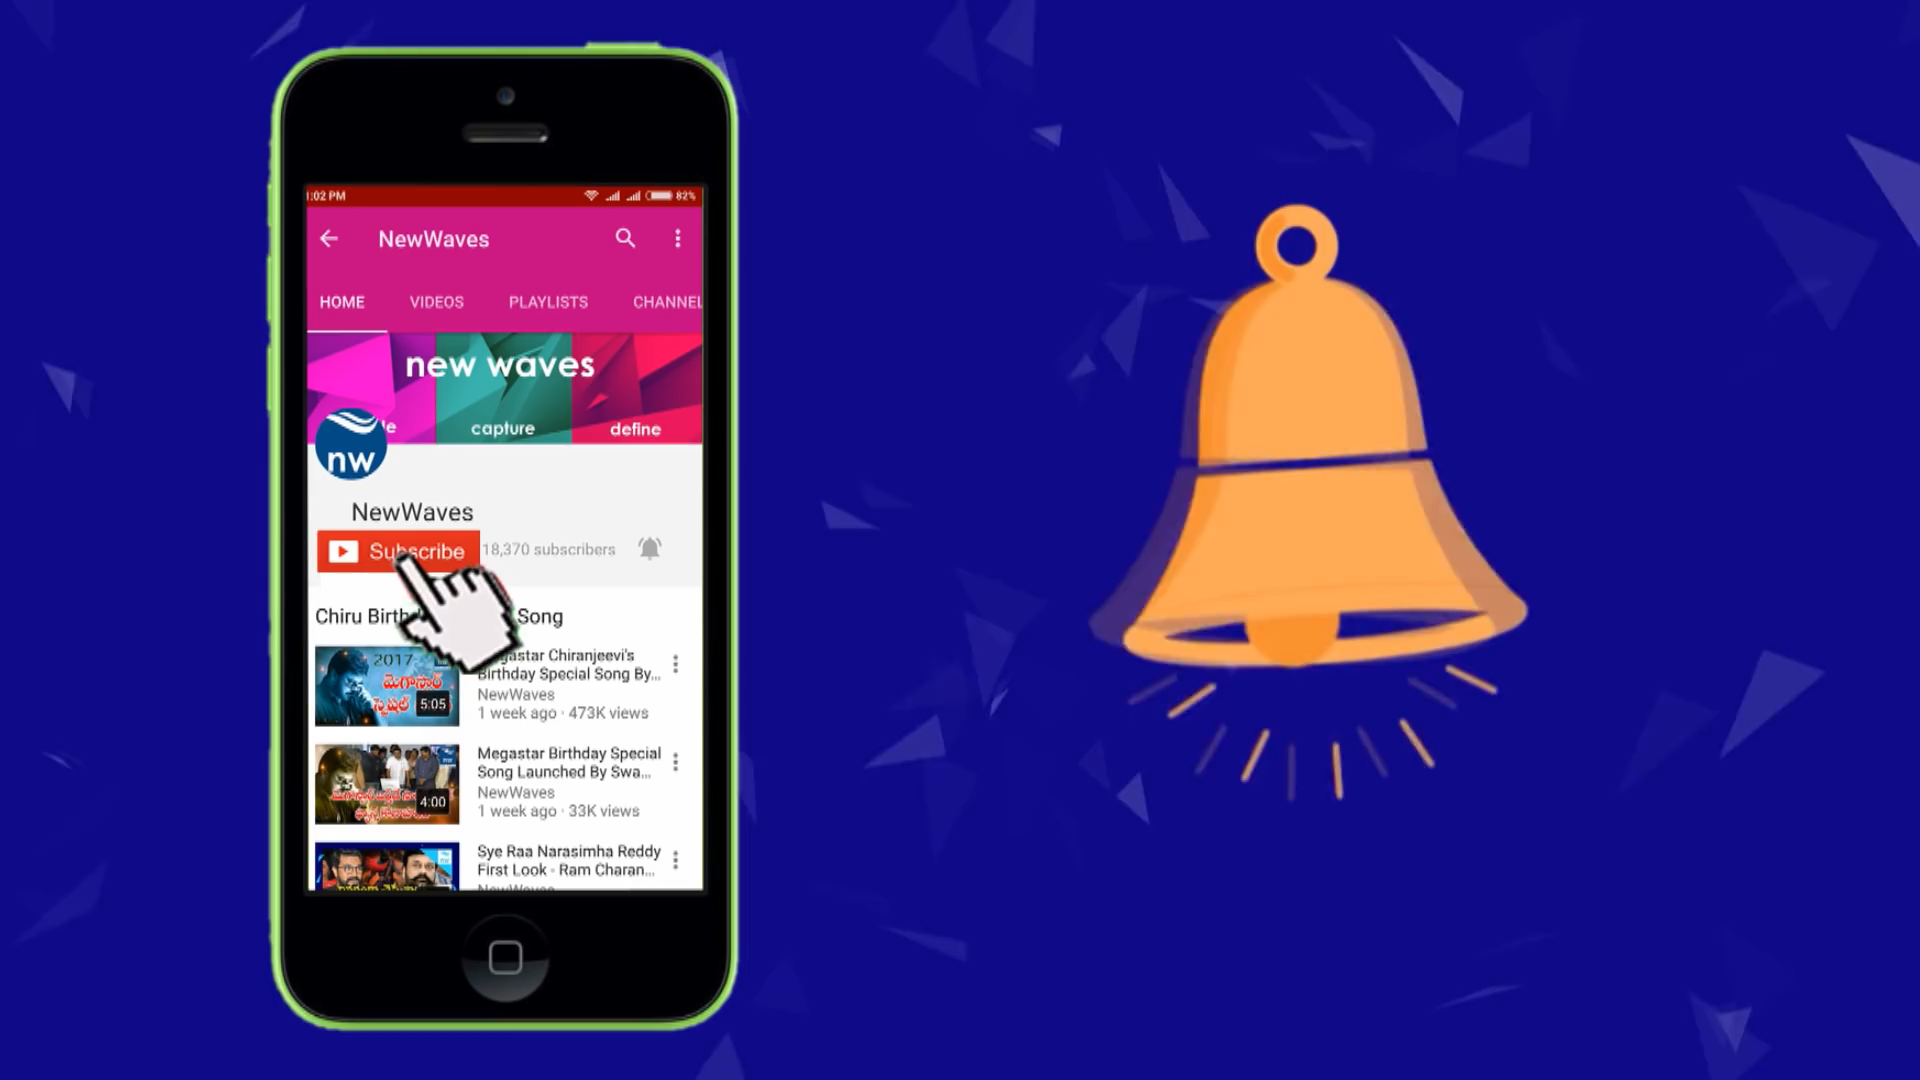 1:02 PM
82%
NewWaves
HOME VIDEOS PLAYLISTS CHANNEL
new waves
capture
define
nw
NewWaves
Subscribe
18,370 subscribers
Chiru
Song
2017
మెగాస్టార్
స్పెషల్
5:05
Chiranjeevi's
Birthday Special Song By...
NewWaves
1 week ago · 473K views
4:00
Megastar Birthday Special
Song Launched By Swa...
NewWaves
1 week ago · 33K views
Sye Raa Narasimha Reddy
First Look - Ram Charan...
NewWaves